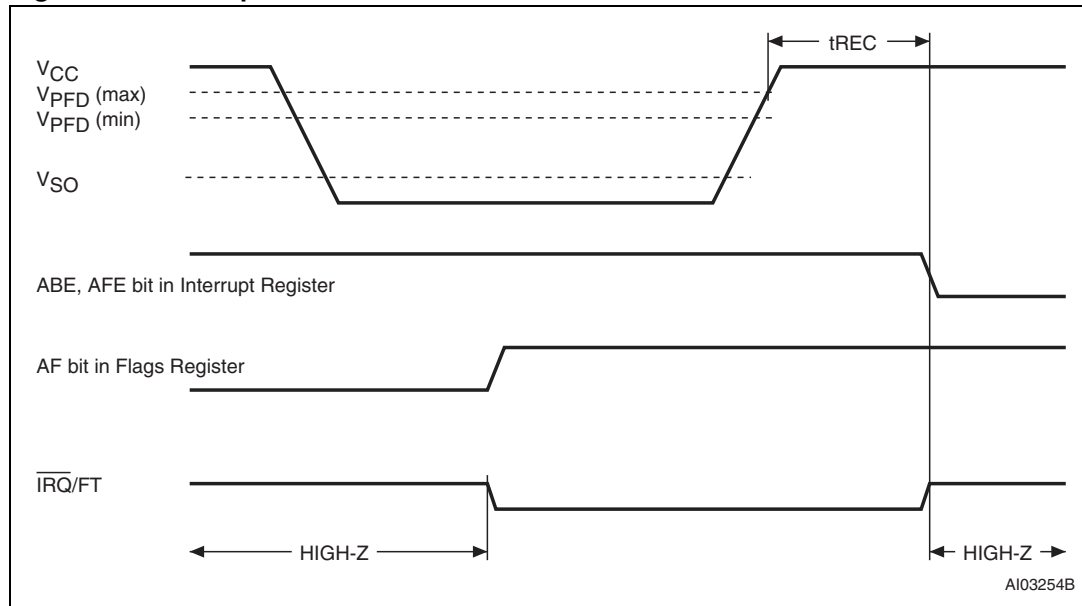 tREC
VCC
VPFD (max)
VPFD (min)
VSO
ABE, AFE bit in Interrupt Register
AF bit in Flags Register
IRQ/FT
HIGH-Z
HIGH-Z
AI03254B